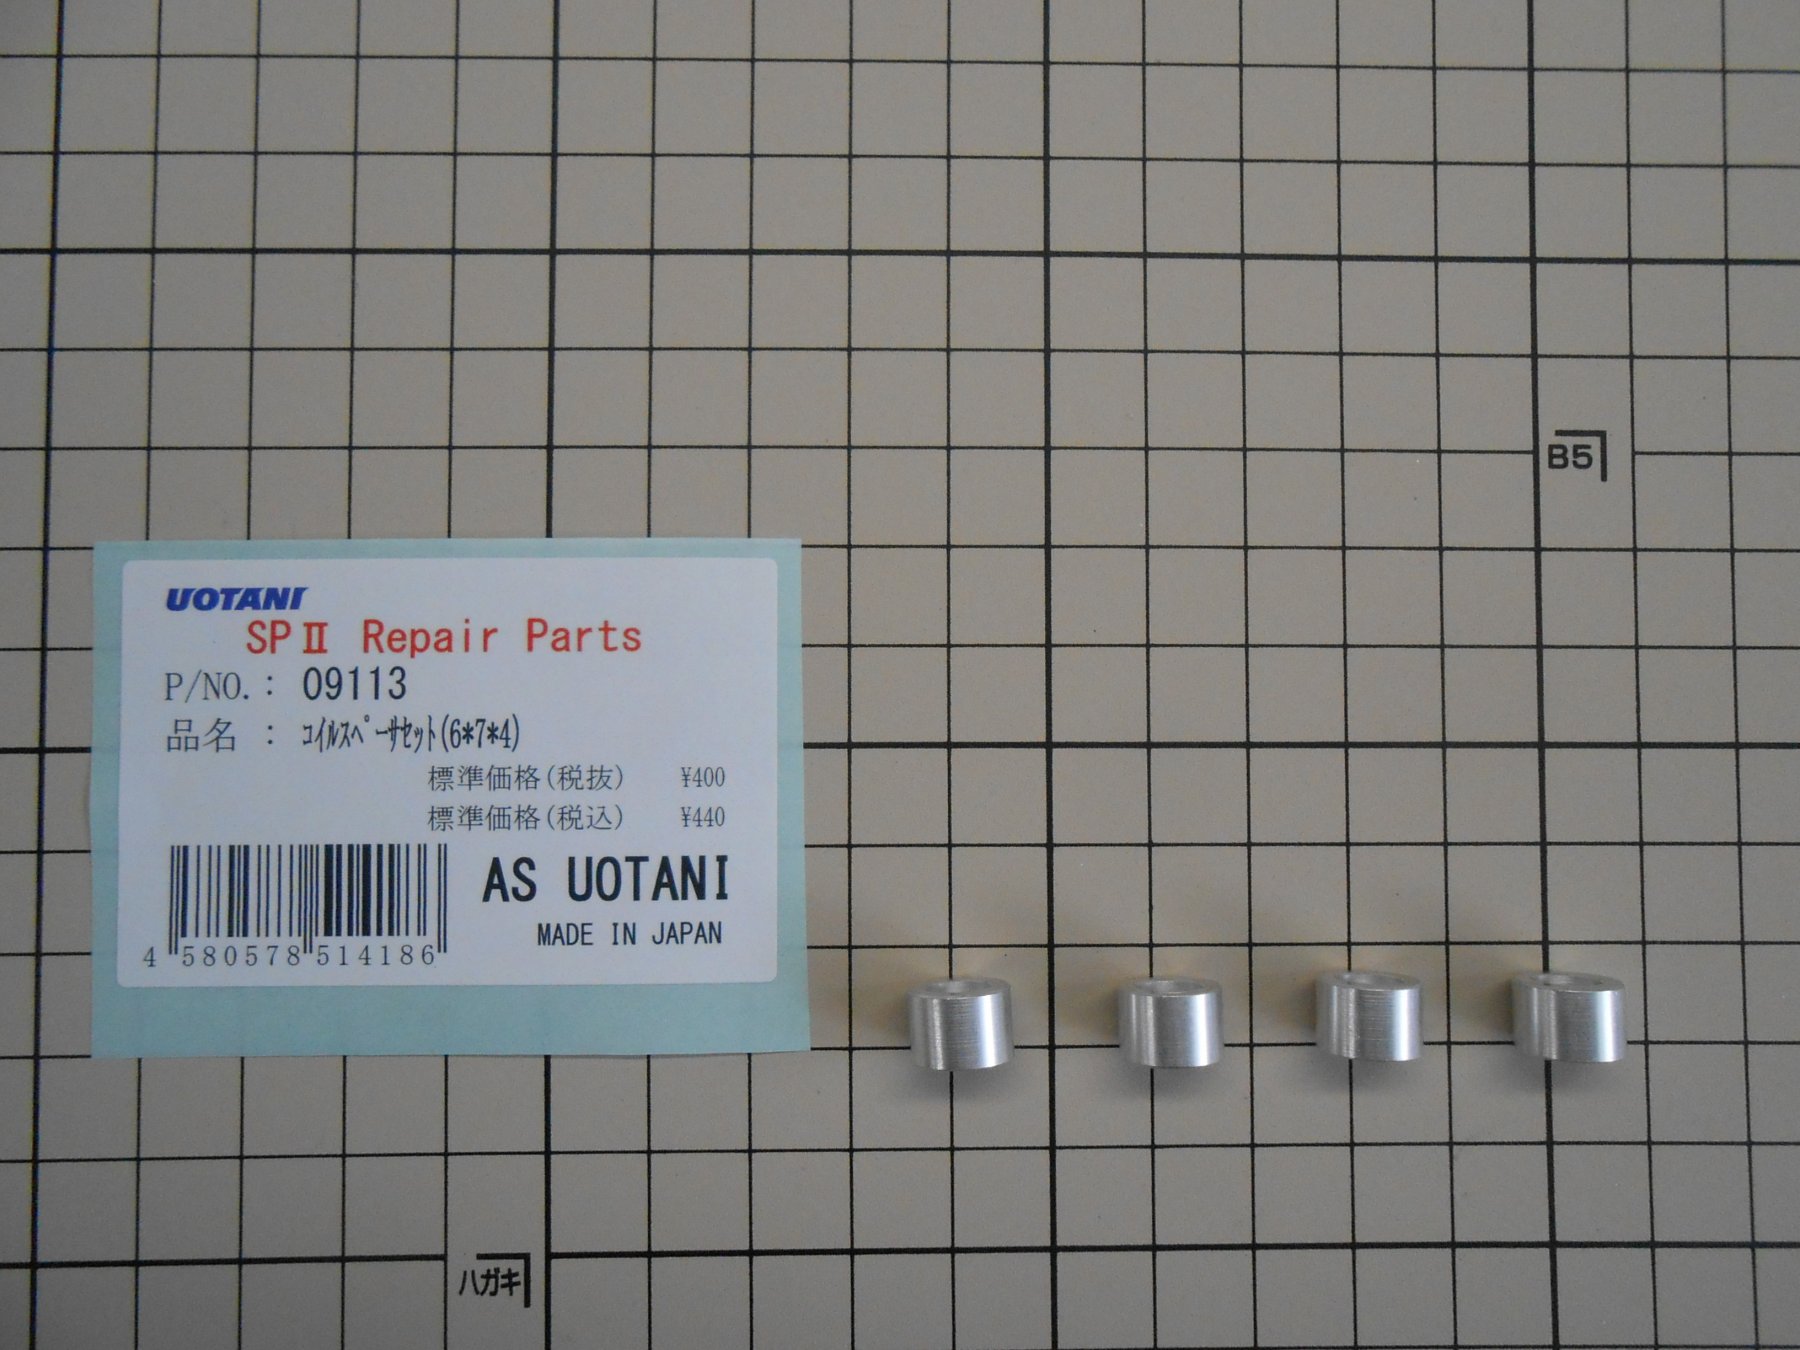 B5
UOTANI
SPⅡ Repair Parts
P/NO.: 09113
品名 : ｺｲﾙｽﾍﾟｰｻｾｯﾄ(6*7*4)
標準価格(税抜) ¥400
標準価格(税込) ¥440
AS UOTANI
MADE IN JAPAN
4 580578 514186
ハガキ